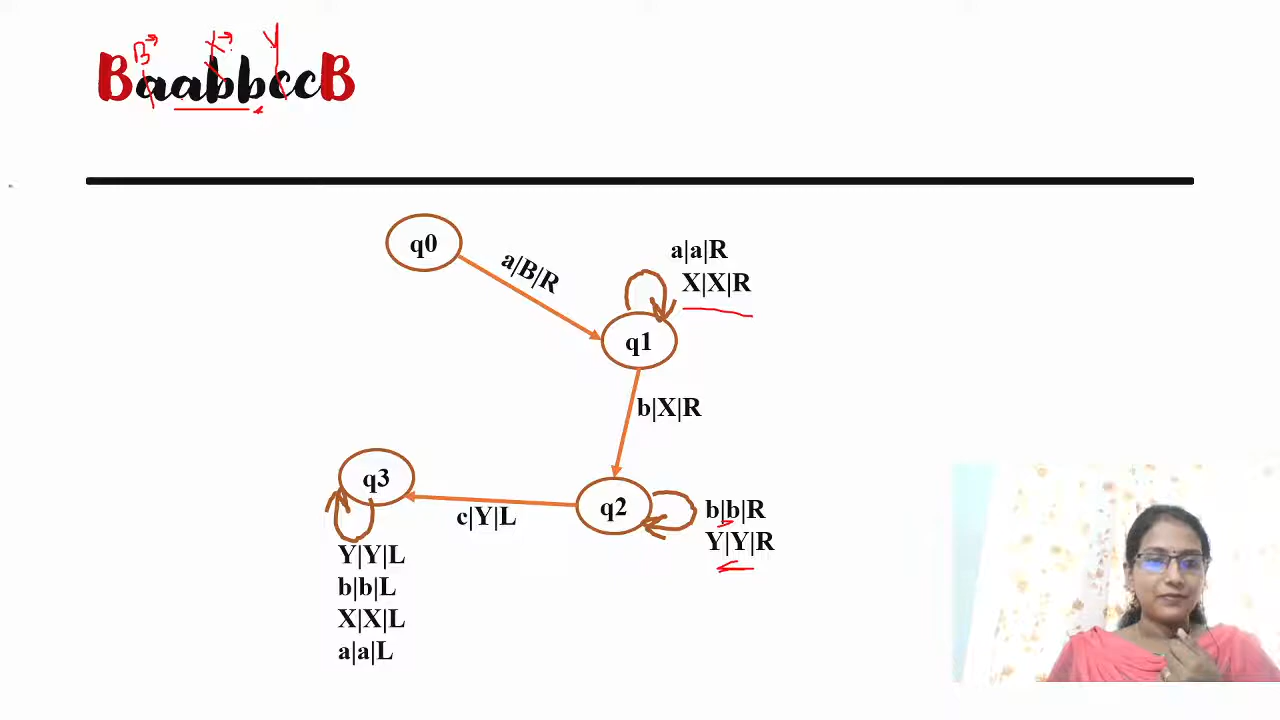 B X Y
BaabbccB
q0
a|B|R
a|a|R
X|X|R
q1
b|X|R
q3
q2
c|Y|L
b|b|R
Y|Y|R
Y|Y|L
b|b|L
X|X|L
a|a|L